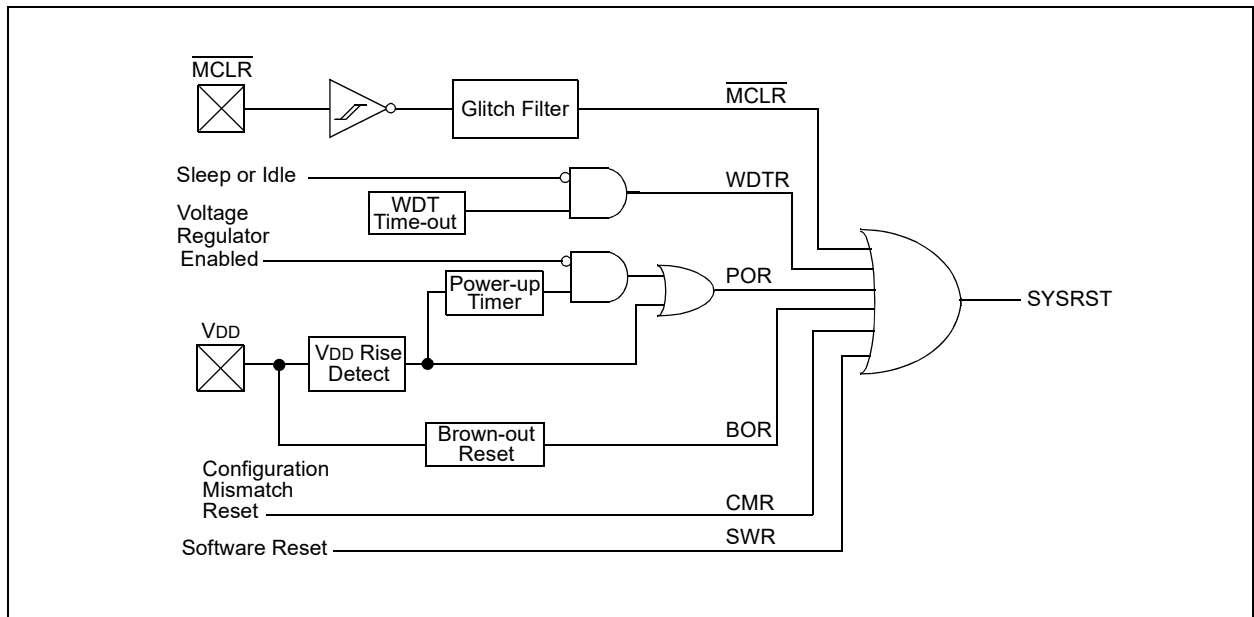 MCLR
Glitch Filter
MCLR
Sleep or Idle
WDT
Time-out
WDTR
Voltage
Regulator
Enabled
Power-up
Timer
POR
SYSRST
VDD
VDD Rise
Detect
Brown-out
Reset
BOR
Configuration
Mismatch
Reset
CMR
Software Reset
SWR